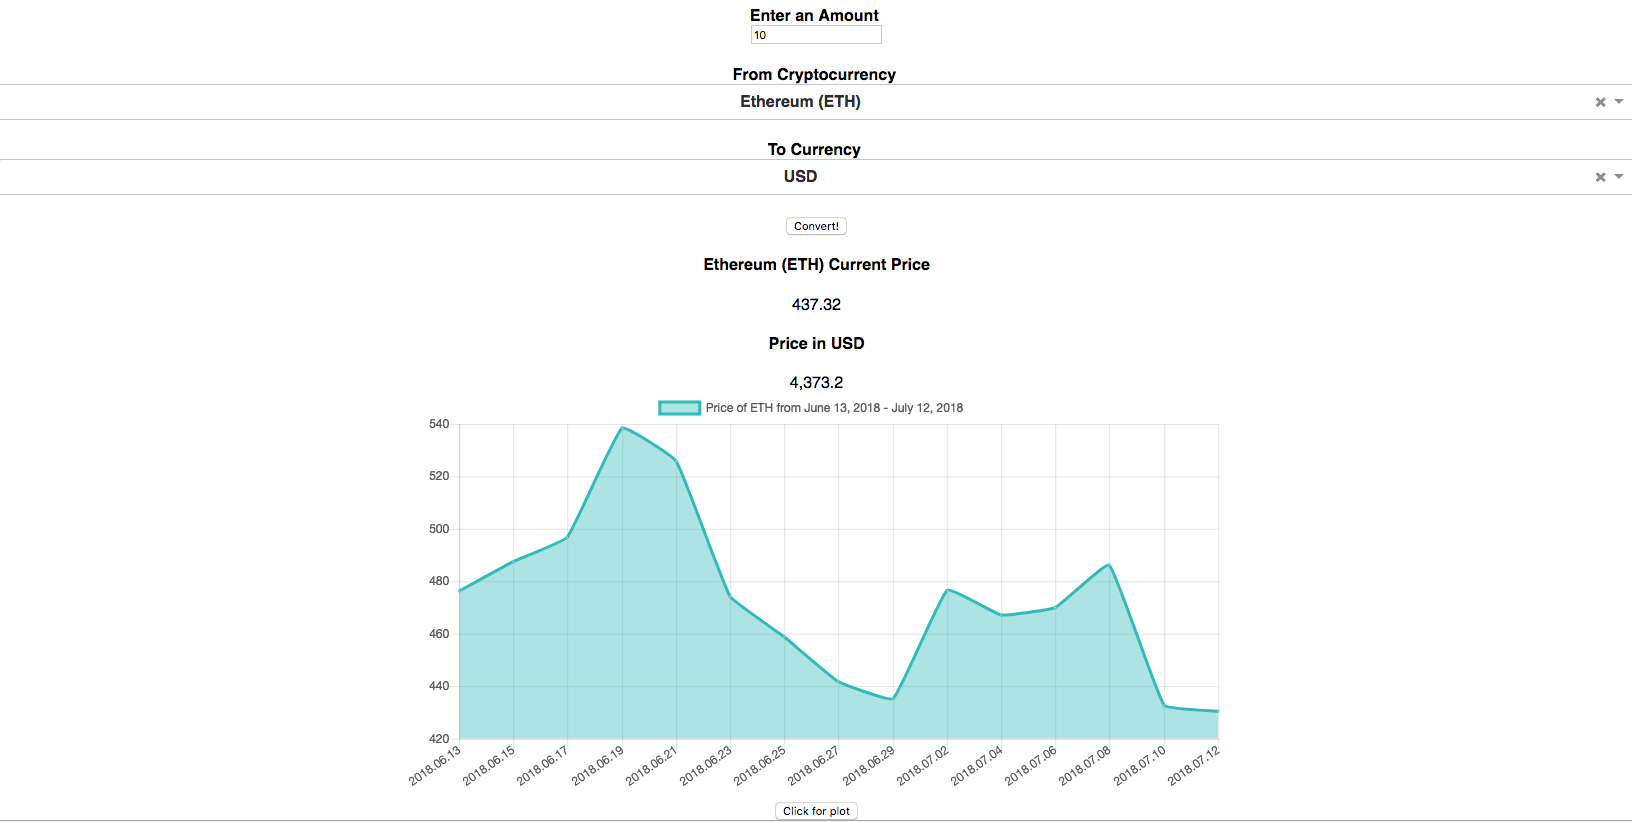 Enter an Amount
10
From Cryptocurrency
Ethereum (ETH)
To Currency
USD
Convert!
Ethereum (ETH) Current Price
437.32
Price in USD
4,373.2
Price of ETH from June 13, 2018 - July 12, 2018
540
520
500
480
460
440
420
2018.06.13
2018.06.15
2018.06.17
2018.06.19
2018.06.21
2018.06.23
2018.06.25
2018.06.27
2018.06.29
2018.07.02
2018.07.04
2018.07.06
2018.07.08
2018.07.10
2018.07.12
Click for plot